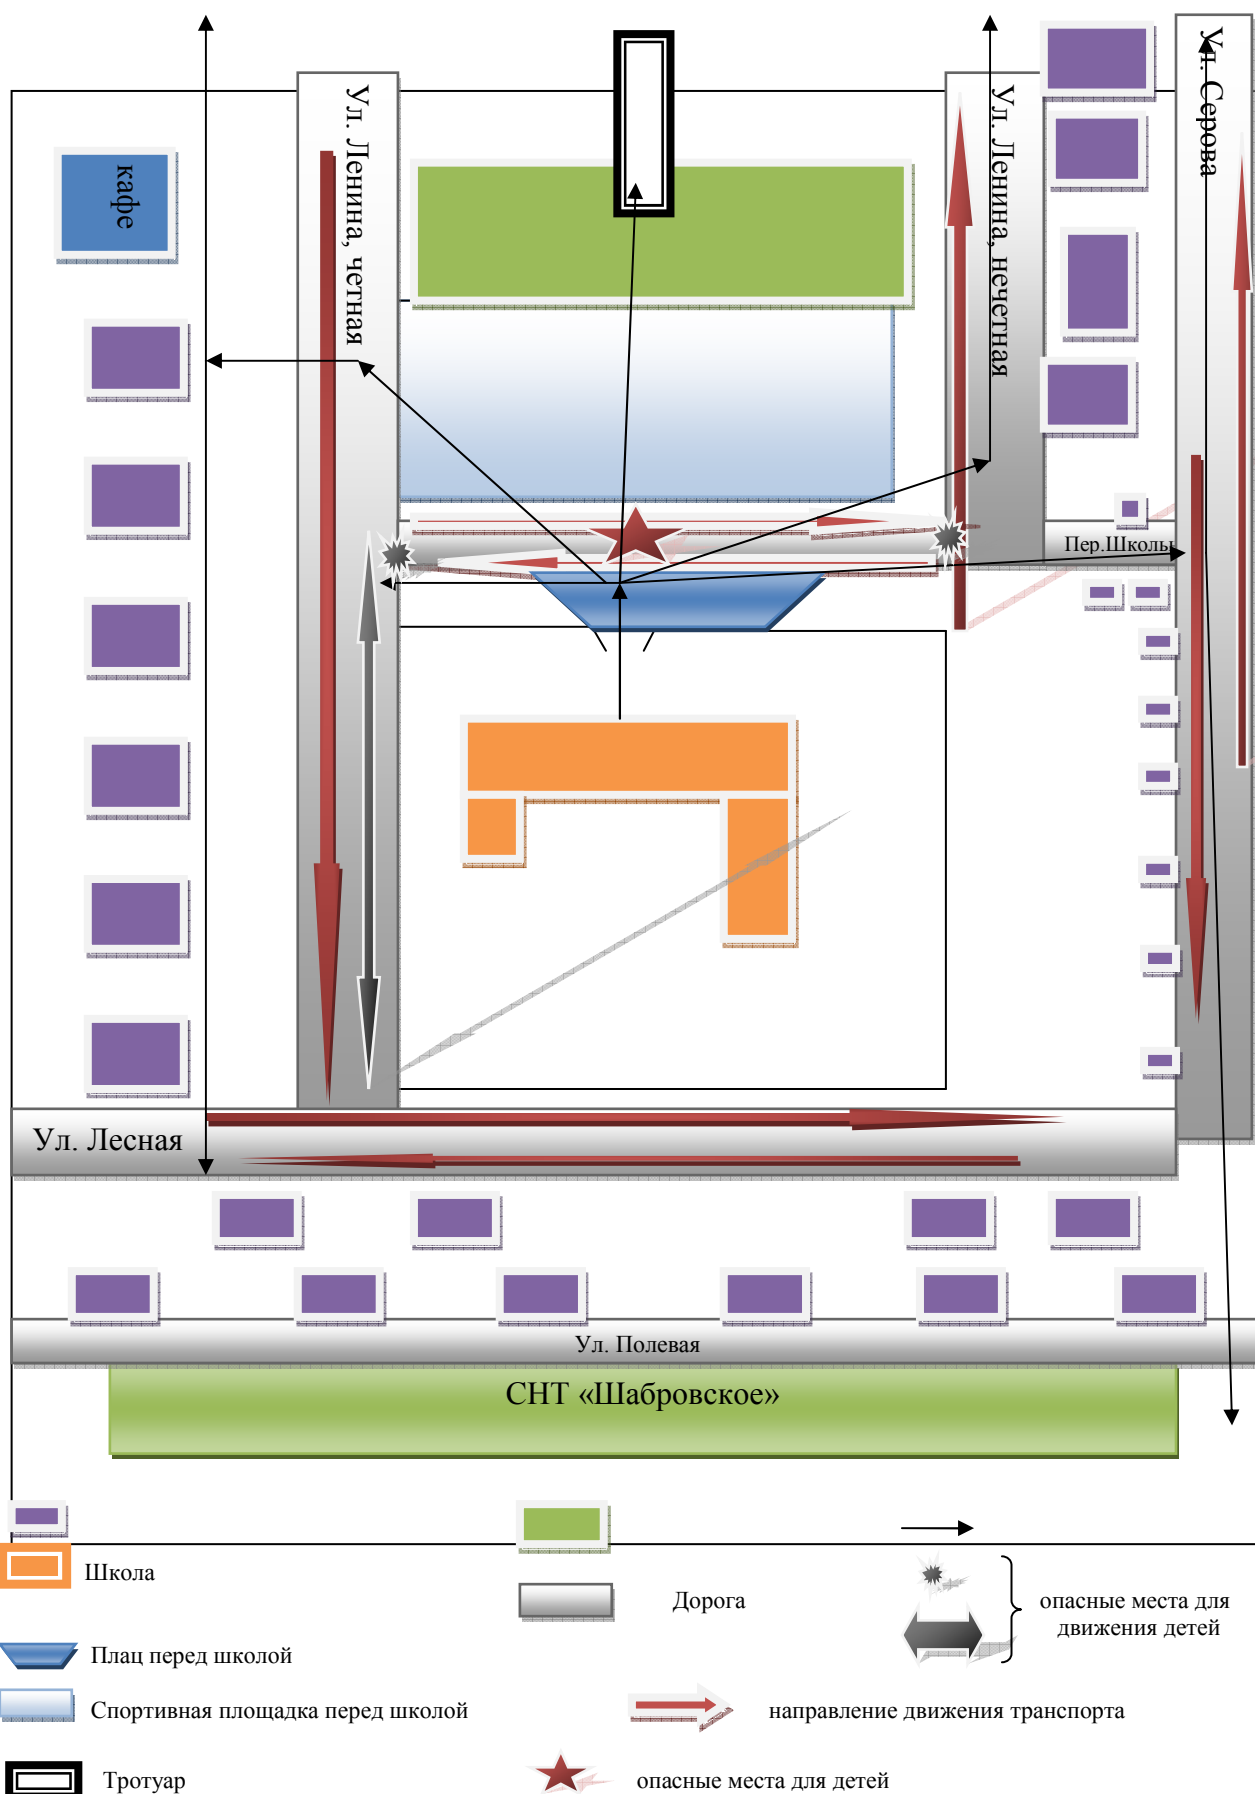 Ул. Серова
Ул. Ленина, четная
Ул. Ленина, нечетная
кафе
Пер.Школы
Ул. Лесная
Ул. Полевая
СНТ «Шабровское»
Школа
Дорога
опасные места для
движения детей
Плац перед школой
Спортивная площадка перед школой
направление движения транспорта
Тротуар
опасные места для детей